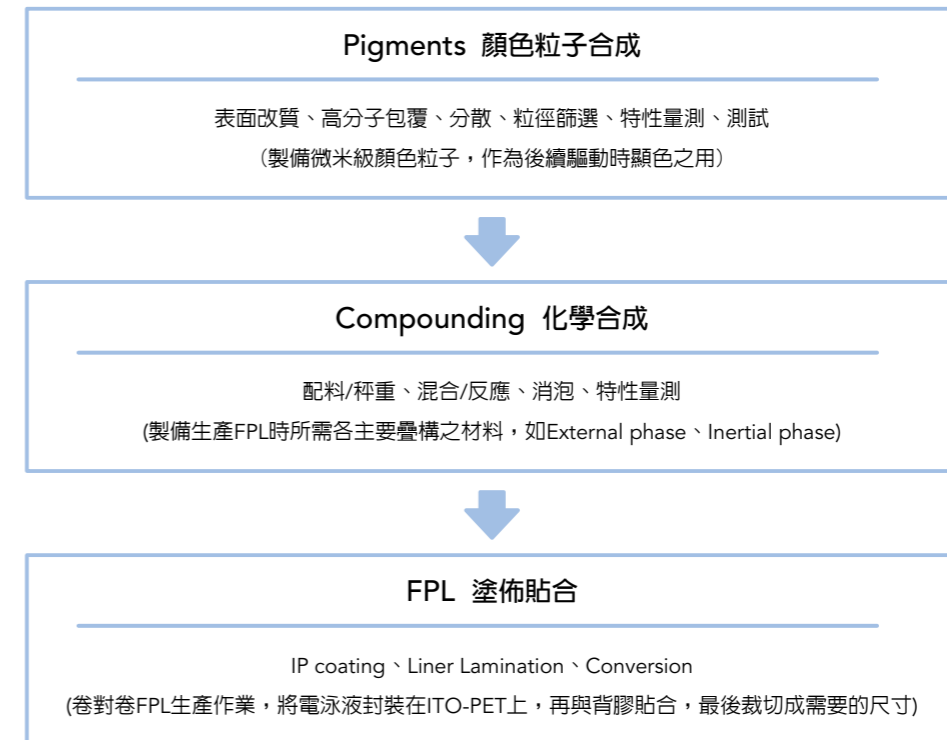 Pigments 顏色粒子合成
表面改質、高分子包覆、分散、粒徑篩選、特性量測、測試
（製備微米級顏色粒子，作為後續驅動時顯色之用）
Compounding 化學合成
配料/秤重、混合/反應、消泡、特性量測
(製備生產FPL時所需各主要疊構之材料，如External phase、Inertial phase)
FPL 塗佈貼合
IP coating、Liner Lamination、Conversion
(卷對卷FPL生產作業，將電泳液封裝在ITO-PET上，再與背膠貼合，最後裁切成需要的尺寸)